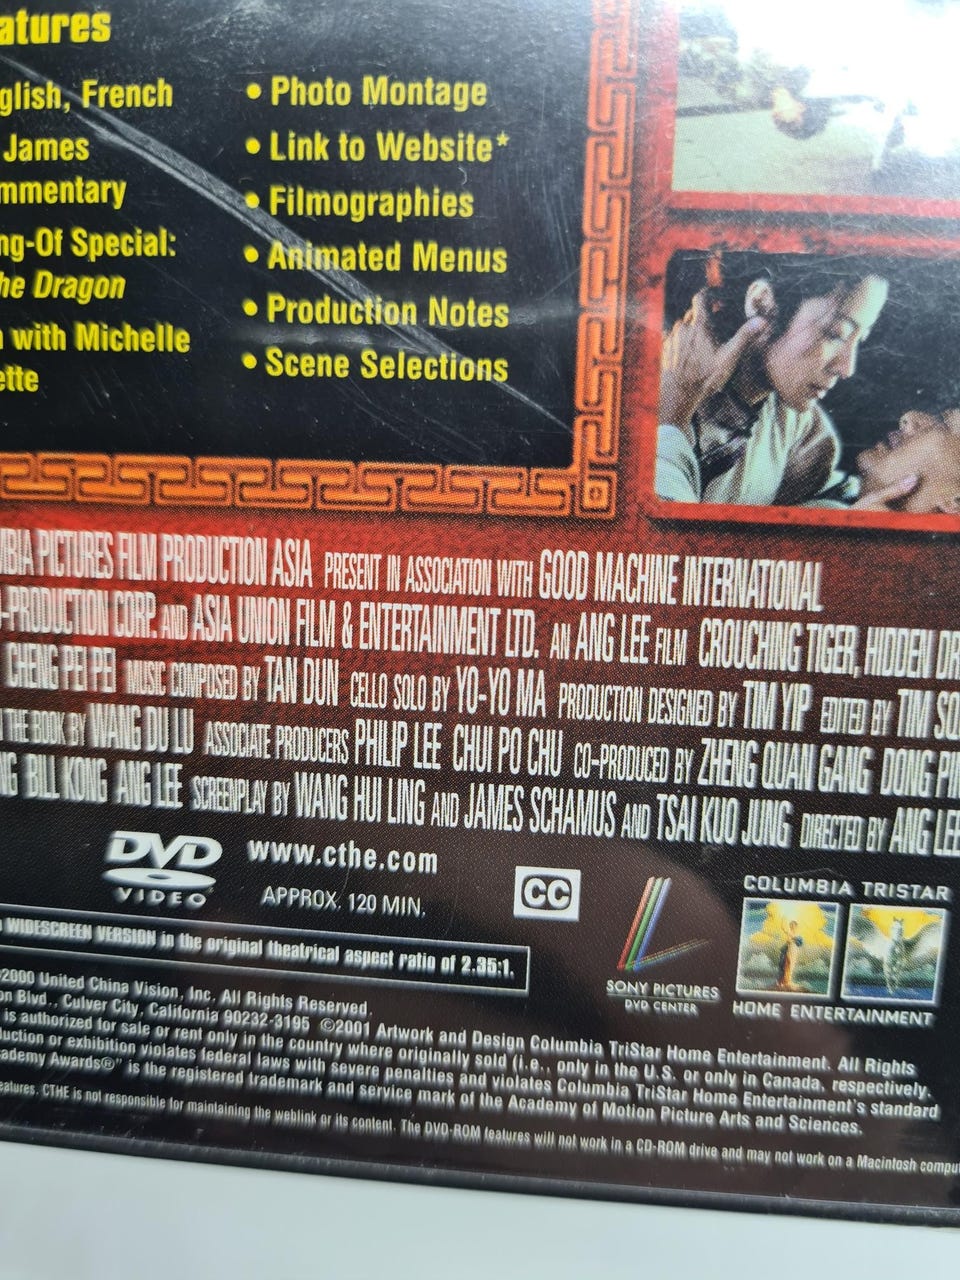 atures
glish, French
James
mmentary
ng-Of Special:
he Dragon
with Michelle
ette
• Photo Montage
• Link to Website*
• Filmographies
• Animated Menus
• Production Notes
• Scene Selections
MBIA PICTURES FILM PRODUCTION ASIA PRESENT IN ASSOCIATION WITH GOOD MACHINE INTERNATIONAL
-PRODUCTION CORP. AND ASIA UNION FILM & ENTERTAINMENT LTD. AN ANG LEE FILM CROUCHING TIGER, HIDDEN DR
CHENG PEI PEI MUSIC COMPOSED BY TAN DUN CELLO SOLO BY YO-YO MA PRODUCTION DESIGNED BY TIM YIP EDITED BY TIM SQ
THE BOOK BY WANG DU LU ASSOCIATE PRODUCERS PHILIP LEE CHUI PO CHU CO-PRODUCED BY ZHENG QUAN GANG DONG PI
NG BILL KONG ANG LEE SCREENPLAY BY WANG HUI LING AND JAMES SCHAMUS AND TSAI KUO JUNG DIRECTED BY ANG LEE
DVD
VIDEO
www.cthe.com
APPROX. 120 MIN.
CC
SONY PICTURES
DVD CENTER
COLUMBIA TRISTAR
HOME ENTERTAINMENT
WIDESCREEN VERSION in the original theatrical aspect ratio of 2.35:1.
©2000 United China Vision, Inc. All Rights Reserved.
on Blvd., Culver City, California 90232-3195 ©2001 Artwork and Design Columbia TriStar Home Entertainment. All Rights
is authorized for sale or rent only in the country where originally sold (i.e., only in the U.S. or only in Canada, respectively.
duction or exhibition violates federal laws with severe penalties and violates Columbia TriStar Home Entertainment's standard
cademy Awards®" is the registered trademark and service mark of the Academy of Motion Picture Arts and Sciences.
eatures. CTHE is not responsible for maintaining the weblink or its content. The DVD-ROM features will not work in a CD-ROM drive and may not work on a Macintosh compu